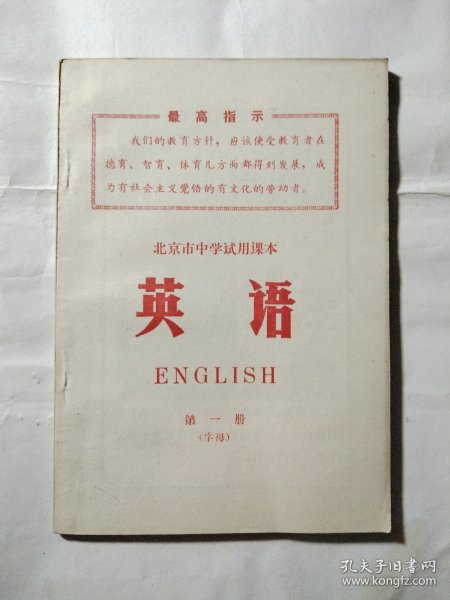 最高指示
我们的教育方针，应该使受教育者在
德育、智育、体育几方面都得到发展，成
为有社会主义觉悟的有文化的劳动者。
北京市中学试用课本
英语
ENGLISH
第一册
（字母）
孔夫子旧书网
www.kongfz.com